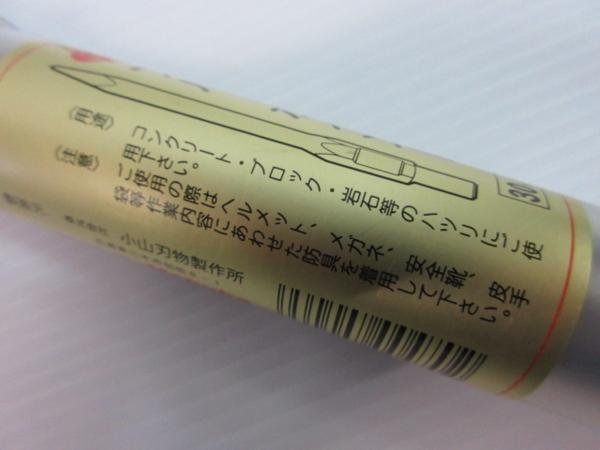 30
〈用途〉 コンクリート・ブロック・岩石等のハツリにご使
用下さい。
〈注意〉 ご使用の際はヘルメット、メガネ、安全靴、皮手
袋等作業内容にあわせた防具を着用して下さい。
株式会社 小山刃物製作所